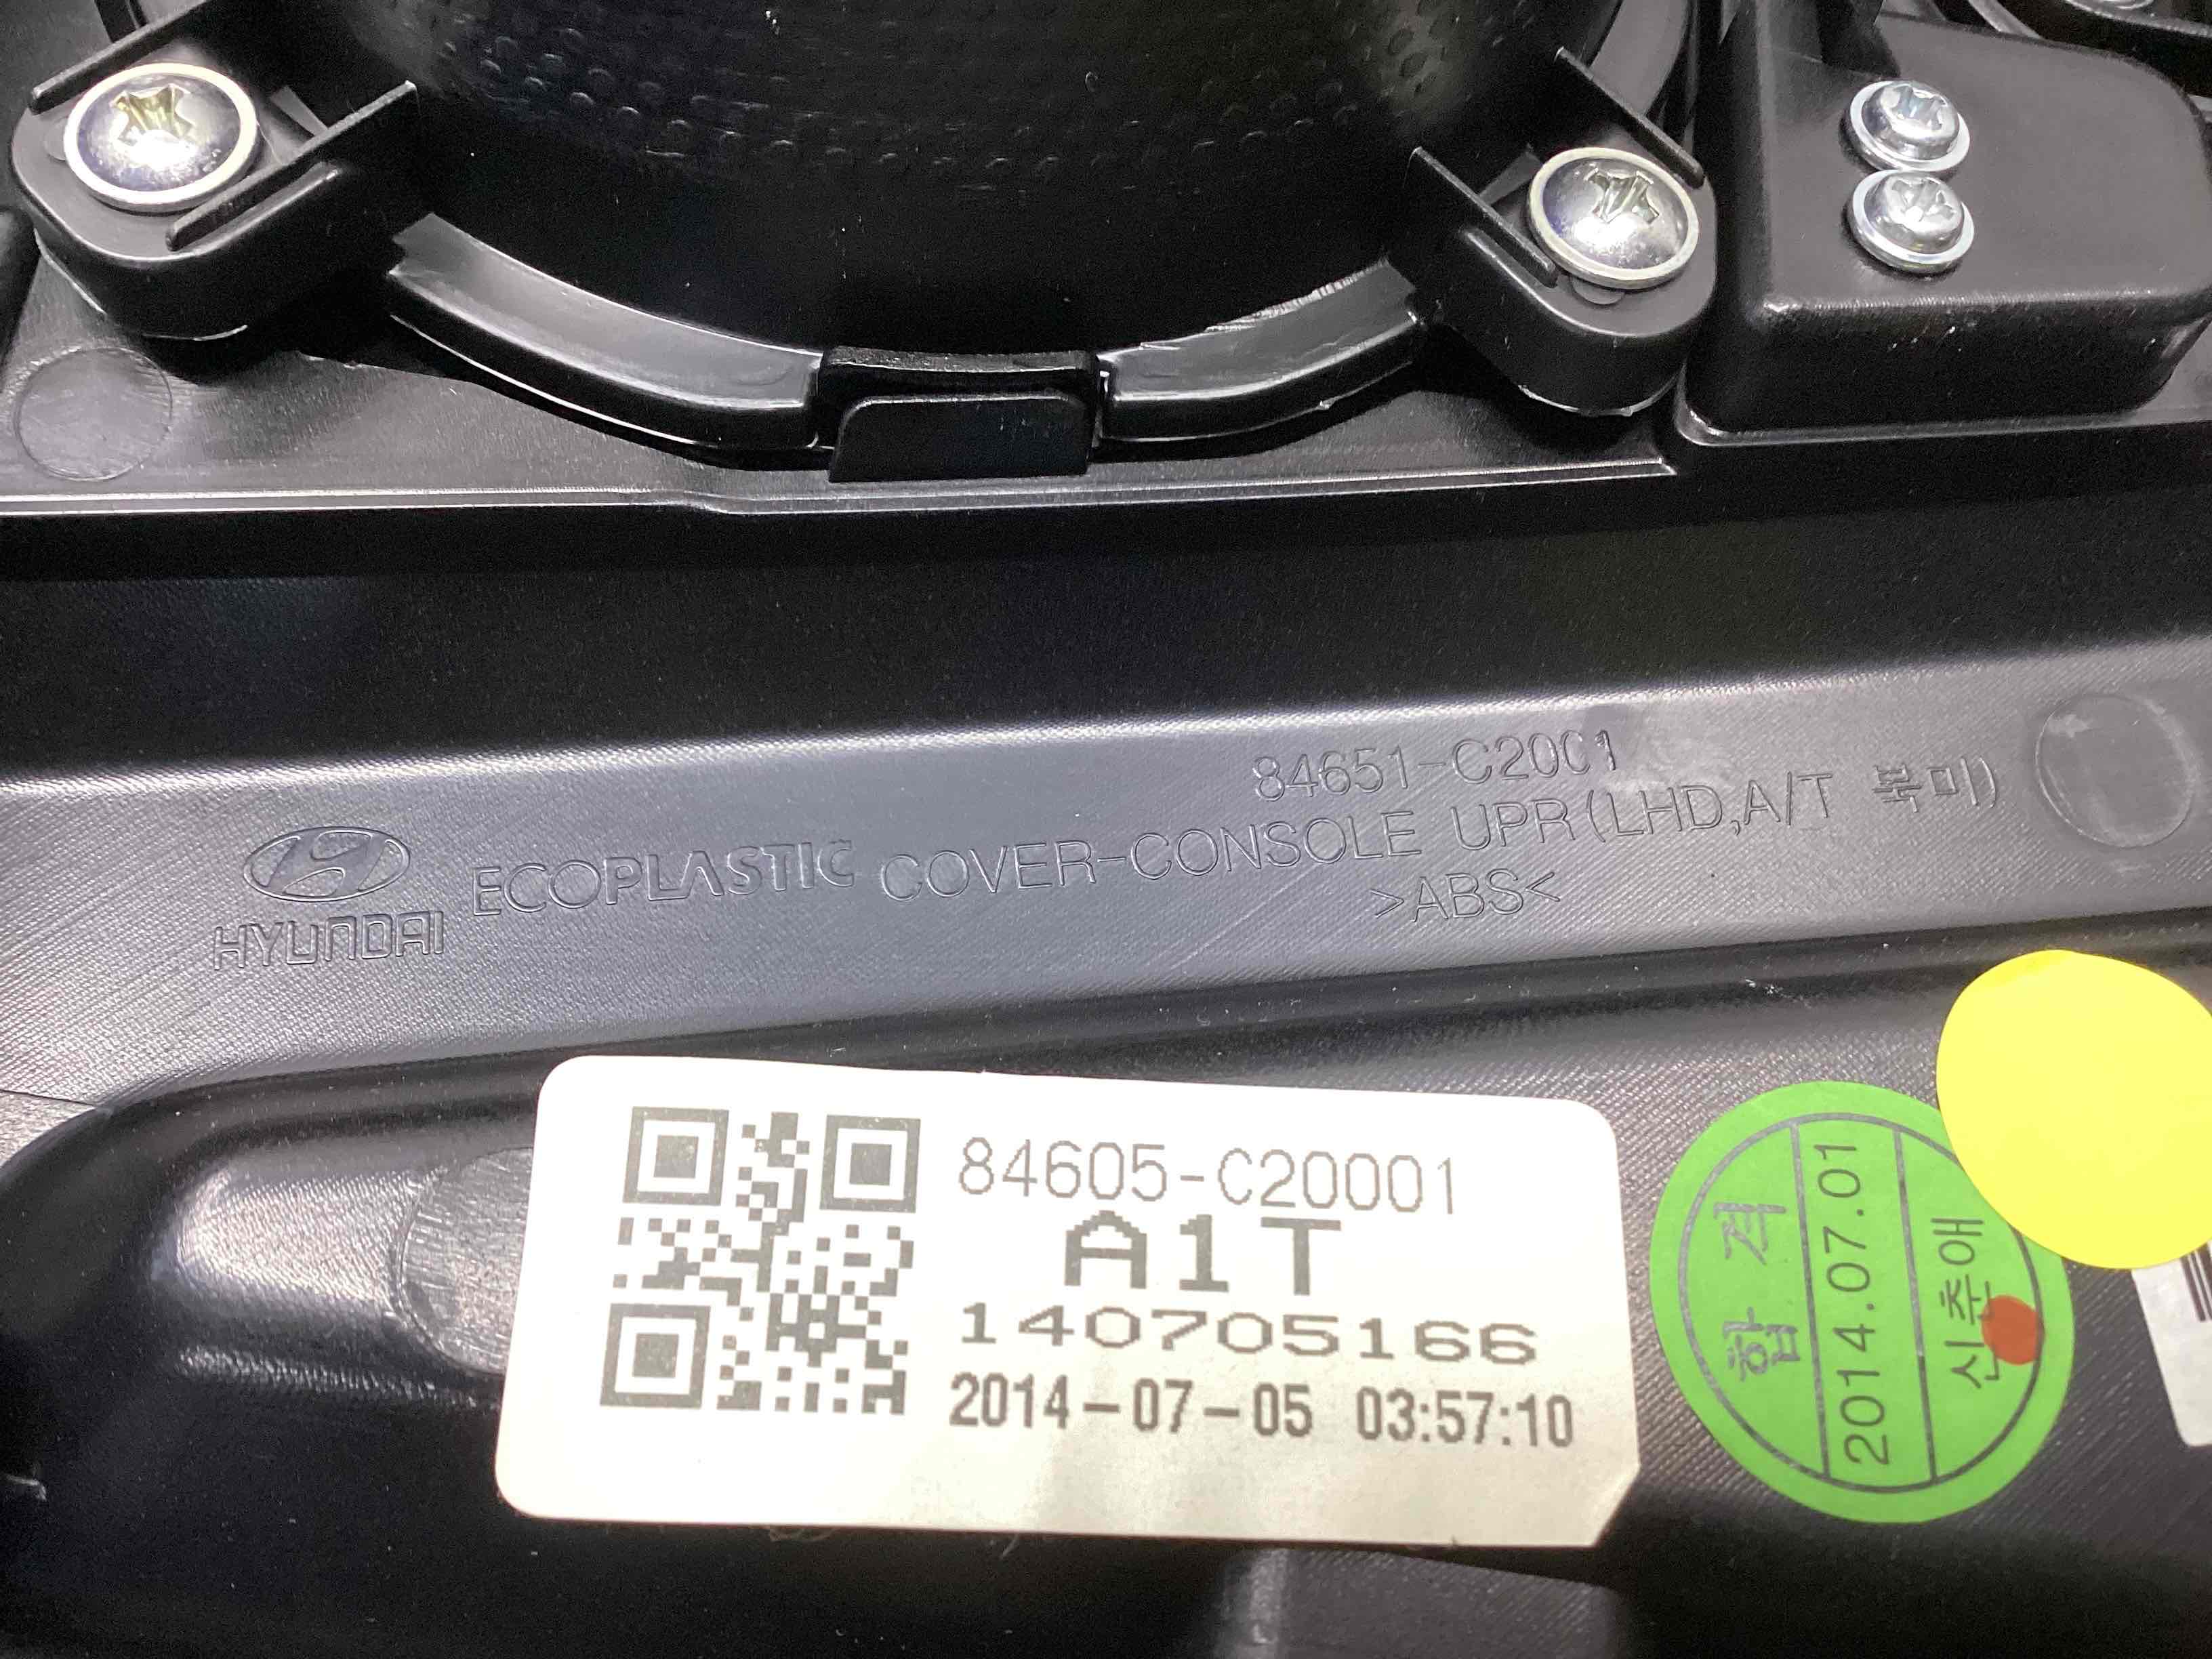 84651-C2001
HYUNDAI ECOPLASTIC COVER-CONSOLE UPR(LHD,A/T 북미)
>ABS<
84605-C20001
A1T
140705166
2014-07-05 03:57:10
합격
2014.07.01
신춘애